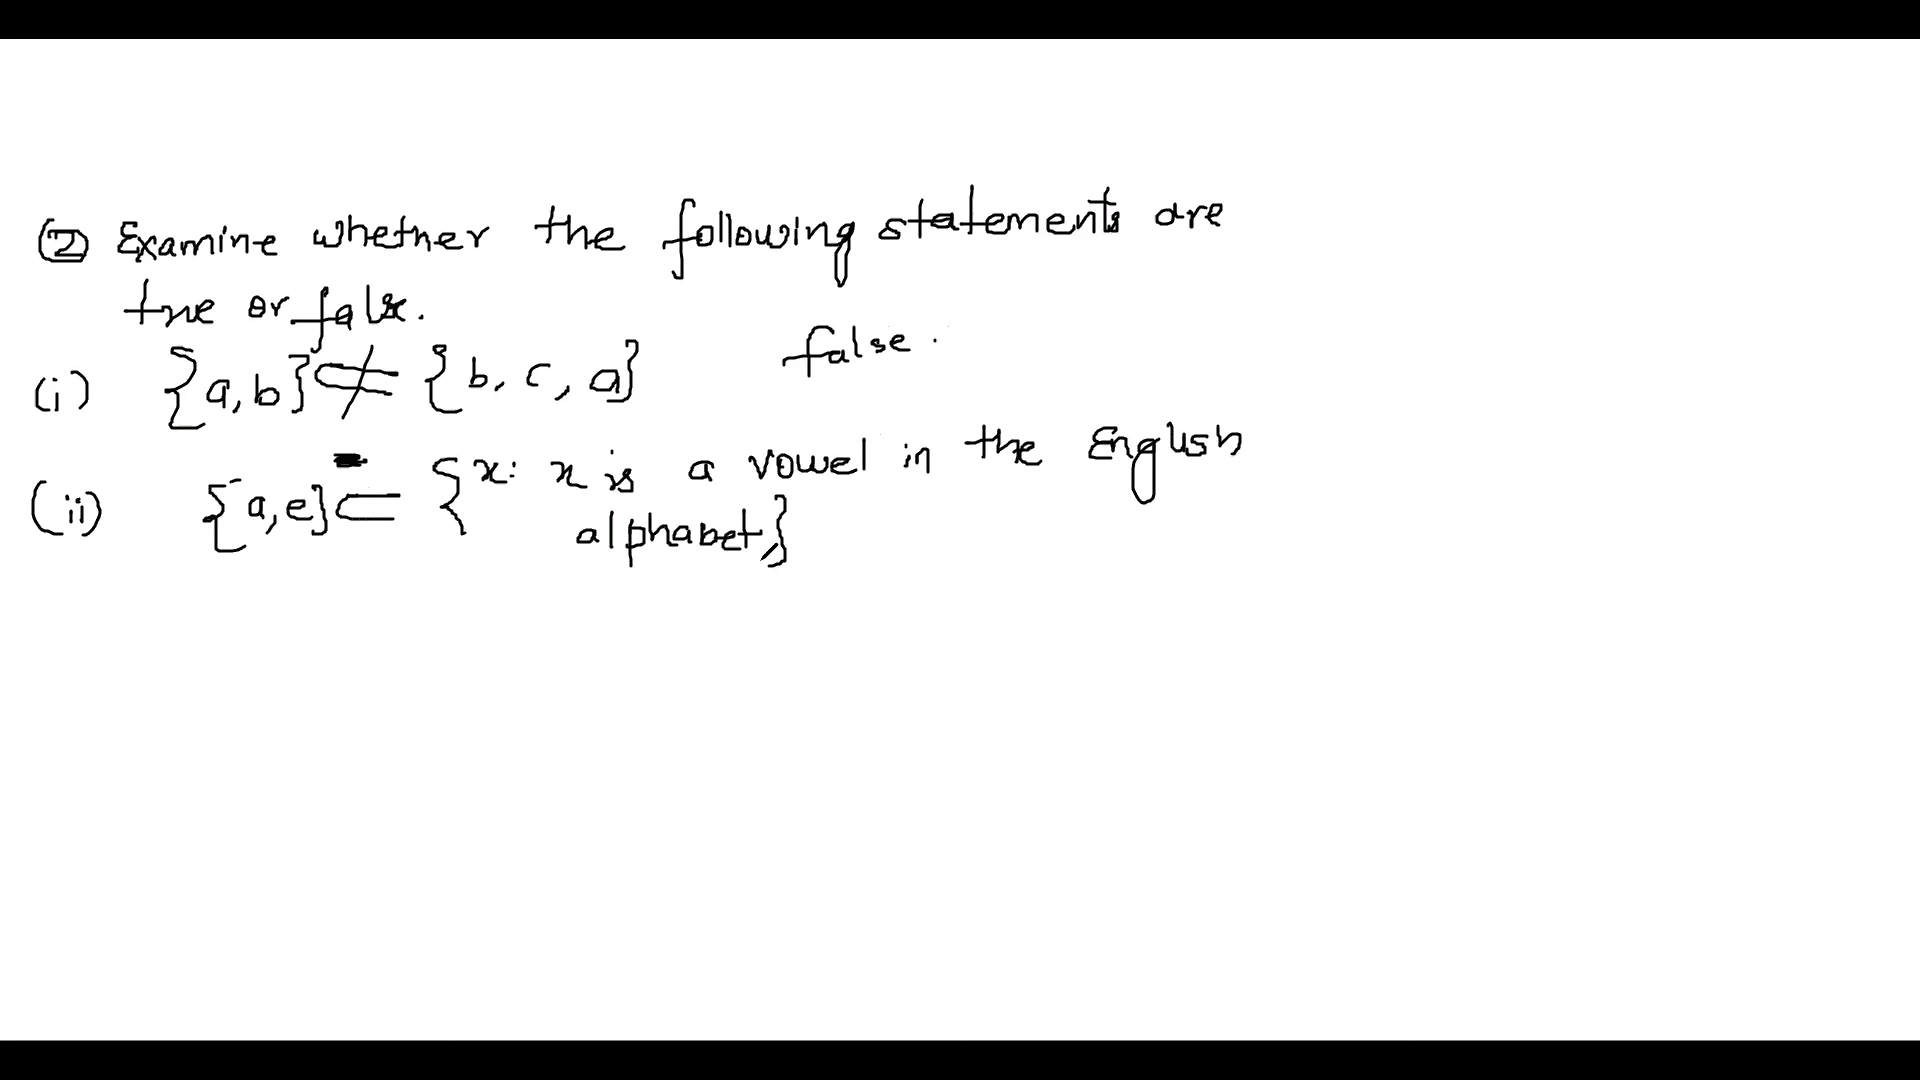 (2) Examine whether the following statements are
true or false.
(i) {a, b} ⊄ {b, c, a} false.
(ii) {a, e} ⊂ {x: x is a vowel in the English
alphabet}